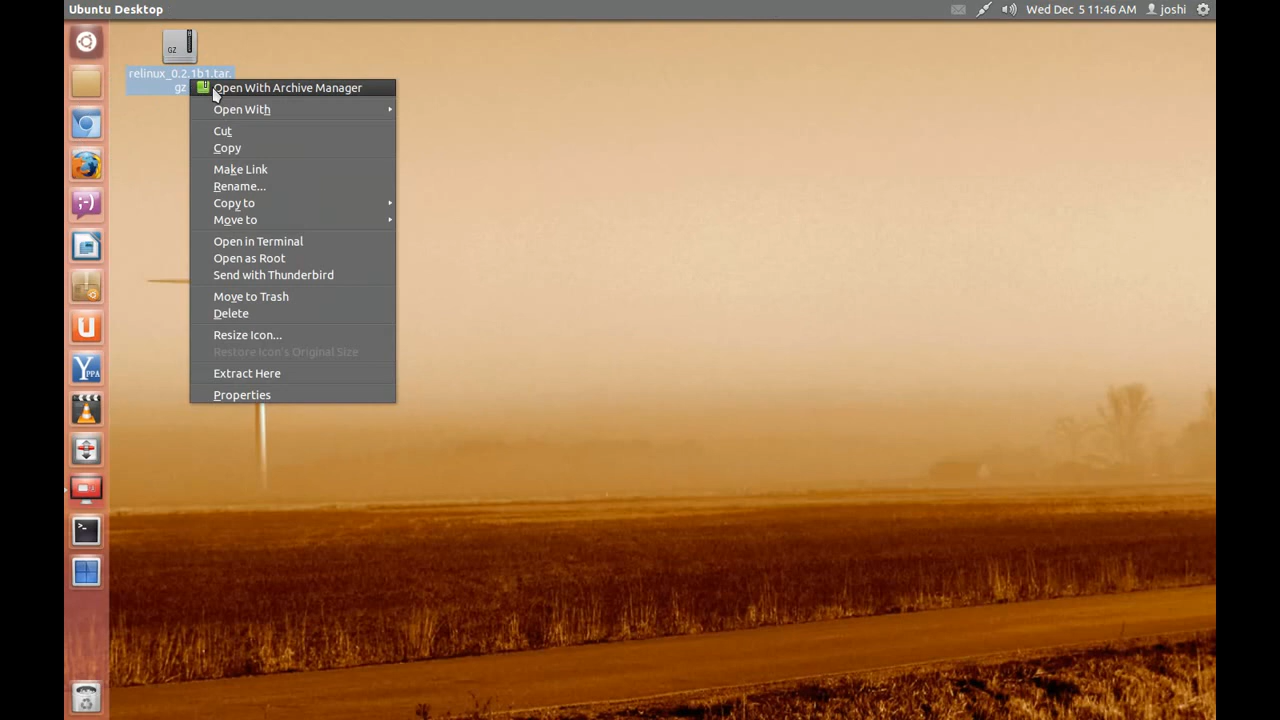 Ubuntu Desktop
Wed Dec 5 11:46 AM
joshi
GZ
relinux_0.2.1b1.tar.
gz
Open With Archive Manager
Open With
Cut
Copy
Make Link
Rename...
Copy to
Move to
Open in Terminal
Open as Root
Send with Thunderbird
Move to Trash
Delete
Resize Icon...
Restore Icon's Original Size
Extract Here
Properties
;-)
U
Y PPA
>_